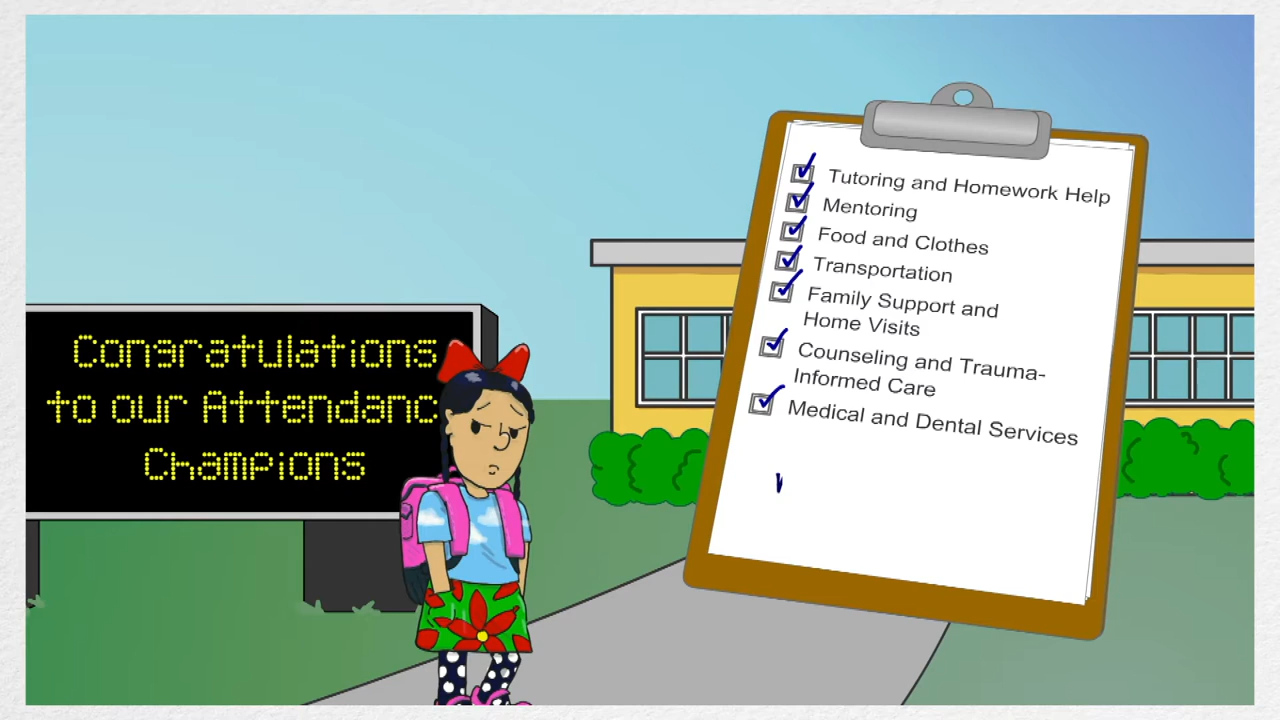 Congratulations
to our Attendanc
Champions
Tutoring and Homework Help
Mentoring
Food and Clothes
Transportation
Family Support and
Home Visits
Counseling and Trauma-
Informed Care
Medical and Dental Services